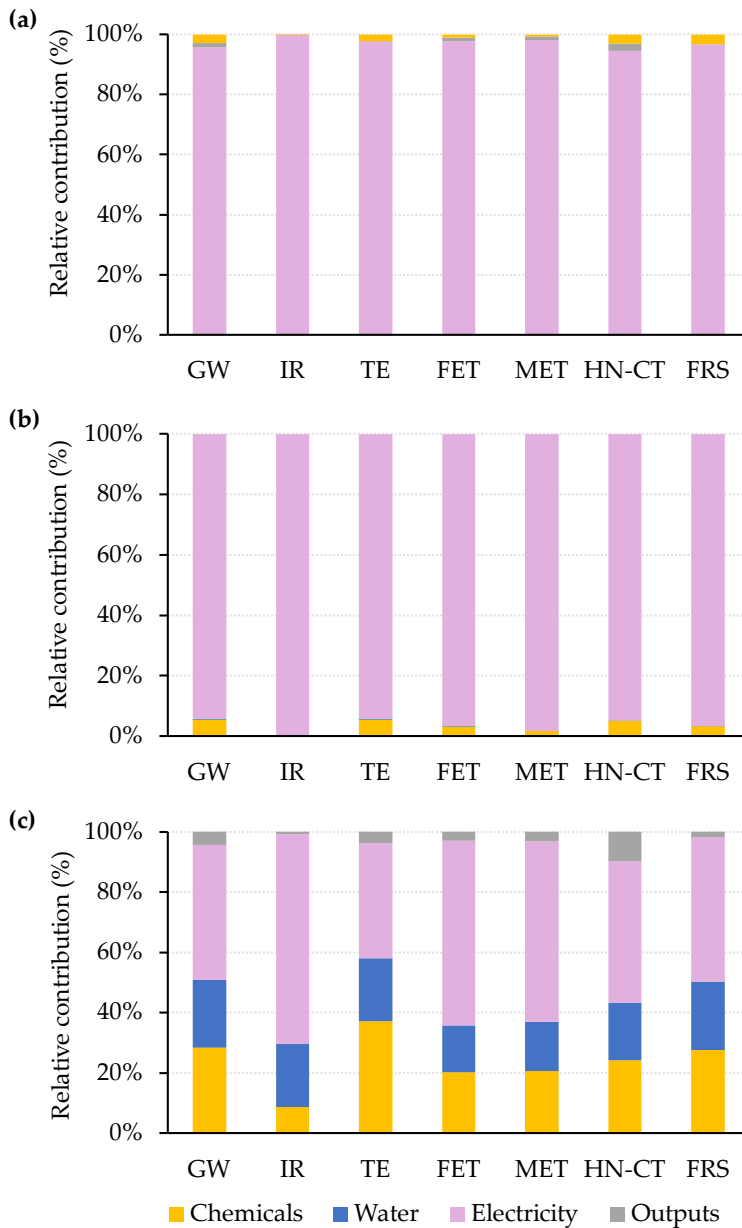 (a)
Relative contribution (%)
100%
80%
60%
40%
20%
0%
GW IR TE FET MET HN-CT FRS
(b)
Relative contribution (%)
100%
80%
60%
40%
20%
0%
GW IR TE FET MET HN-CT FRS
(c)
Relative contribution (%)
100%
80%
60%
40%
20%
0%
GW IR TE FET MET HN-CT FRS
Chemicals Water Electricity Outputs